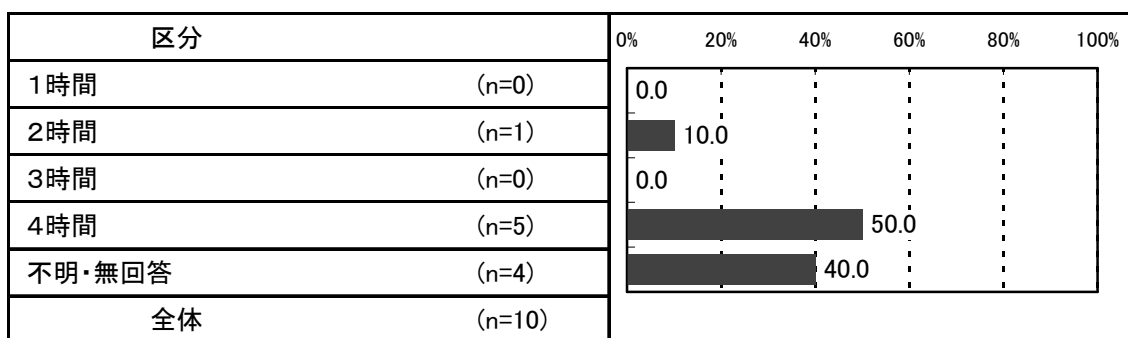 区分 0% 20% 40% 60% 80% 100%
１時間 (n=0) 0.0
２時間 (n=1) 10.0
３時間 (n=0) 0.0
４時間 (n=5) 50.0
不明・無回答 (n=4) 40.0
全体 (n=10)